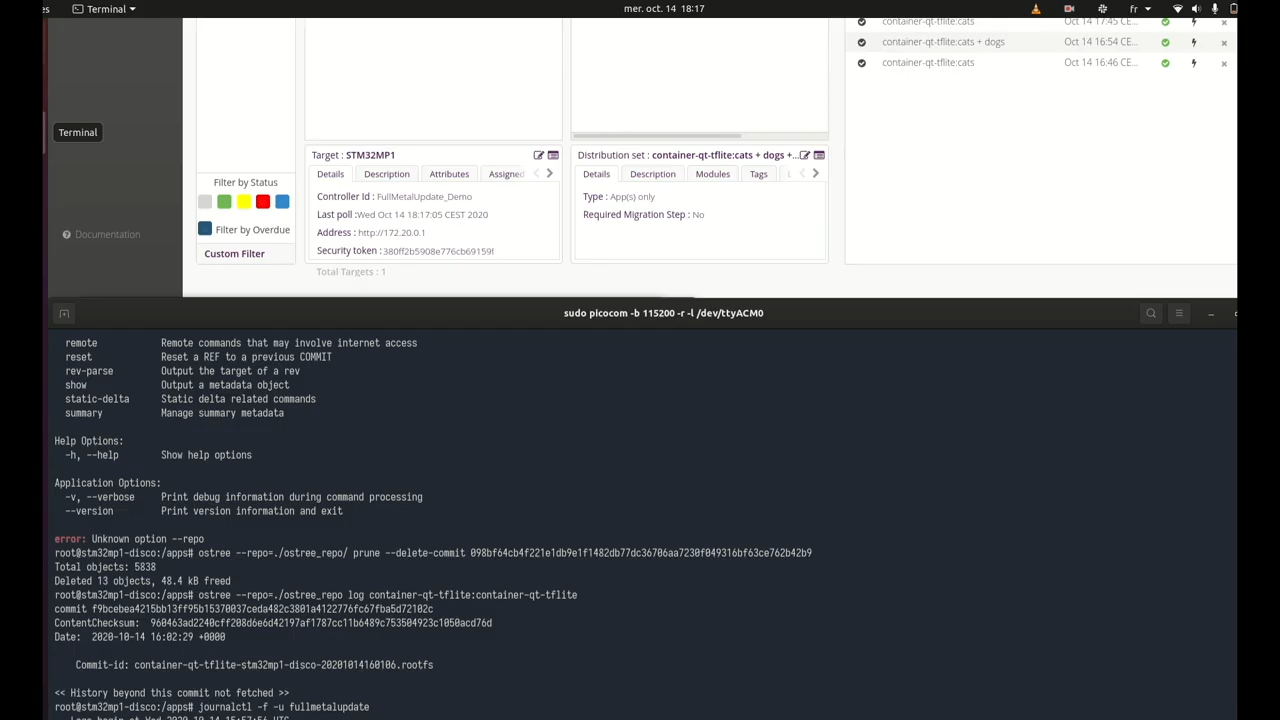 es Terminal mer. oct. 14 18:17 fr
container-qt-tflite:cats Oct 14 17:45 CE...
container-qt-tflite:cats + dogs Oct 14 16:54 CE...
container-qt-tflite:cats Oct 14 16:46 CE...
Terminal
Documentation
Filter by Status
Filter by Overdue
Custom Filter
Target : STM32MP1
Details Description Attributes Assigned
Controller Id : FullMetalUpdate_Demo
Last poll :Wed Oct 14 18:17:05 CEST 2020
Address : http://172.20.0.1
Security token : 380ff2b5908e776cb69159f
Total Targets : 1
Distribution set : container-qt-tflite:cats + dogs +...
Details Description Modules Tags
Type : App(s) only
Required Migration Step : No
sudo picocom -b 115200 -r -l /dev/ttyACM0
remote Remote commands that may involve internet access
reset Reset a REF to a previous COMMIT
rev-parse Output the target of a rev
show Output a metadata object
static-delta Static delta related commands
summary Manage summary metadata
Help Options:
-h, --help Show help options
Application Options:
-v, --verbose Print debug information during command processing
--version Print version information and exit
error: Unknown option --repo
root@stm32mp1-disco:/apps# ostree --repo=./ostree_repo/ prune --delete-commit 098bf64cb4f221e1db9e1f1482db77dc36706aa7230f049316bf63ce762b42b9
Total objects: 5838
Deleted 13 objects, 48.4 kB freed
root@stm32mp1-disco:/apps# ostree --repo=./ostree_repo log container-qt-tflite:container-qt-tflite
commit f9bcebea4215bb13ff95b15370037ceda482c3801a4122776fc67fba5d72102c
ContentChecksum: 960463ad2240cff208d6e6d42197af1787cc11b6489c753504923c1050acd76d
Date: 2020-10-14 16:02:29 +0000
Commit-id: container-qt-tflite-stm32mp1-disco-20201014160106.rootfs
<< History beyond this commit not fetched >>
root@stm32mp1-disco:/apps# journalctl -f -u fullmetalupdate